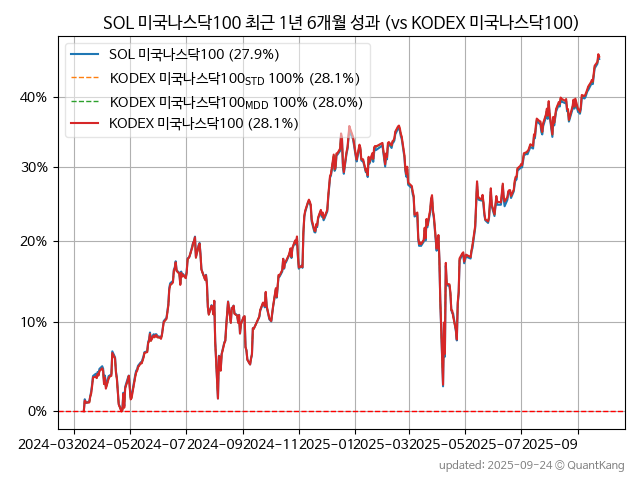 SOL 미국나스닥100 최근 1년 6개월 성과 (vs KODEX 미국나스닥100)
SOL 미국나스닥100 (27.9%)
KODEX 미국나스닥100STD 100% (28.1%)
KODEX 미국나스닥100MDD 100% (28.0%)
KODEX 미국나스닥100 (28.1%)
40%
30%
20%
10%
0%
2024-03 2024-05 2024-07 2024-09 2024-11 2025-01 2025-03 2025-05 2025-07 2025-09
updated: 2025-09-24 ⓒ QuantKang